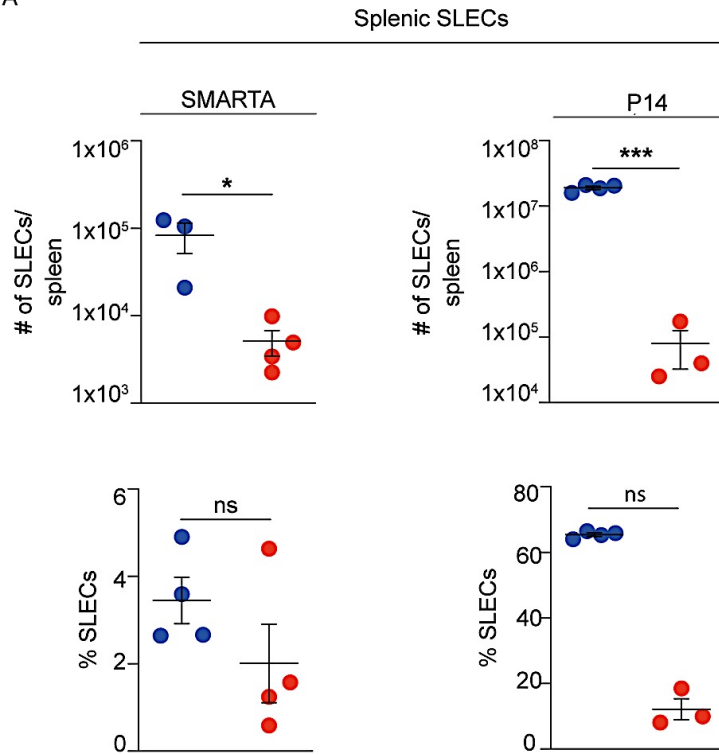 A
Splenic SLECs
SMARTA
P14
1x10⁶
1x10⁵
1x10⁴
1x10³
# of SLECs/
spleen
*
1x10⁸
1x10⁷
1x10⁶
1x10⁵
1x10⁴
# of SLECs/
spleen
***
6
4
2
0
% SLECs
ns
80
60
40
20
0
% SLECs
ns